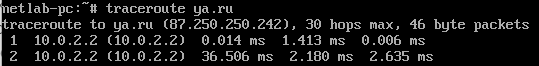 netlab-pc:~# traceroute ya.ru
traceroute to ya.ru (87.250.250.242), 30 hops max, 46 byte packets
 1  10.0.2.2 (10.0.2.2)  0.014 ms  1.413 ms  0.006 ms
 2  10.0.2.2 (10.0.2.2)  36.506 ms  2.180 ms  2.635 ms